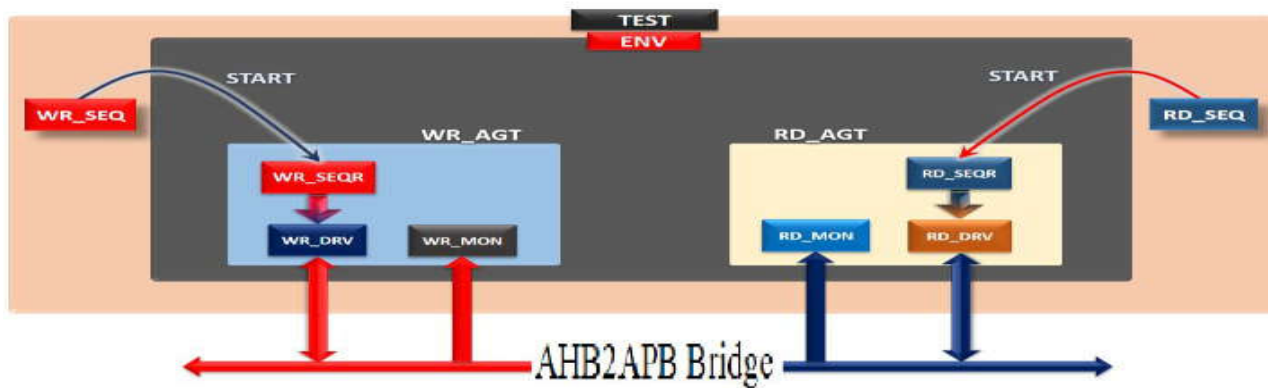 TEST
ENV
START
START
WR_SEQ
RD_SEQ
WR_AGT
RD_AGT
WR_SEQR
RD_SEQR
WR_DRV
WR_MON
RD_MON
RD_DRV
AHB2APB Bridge